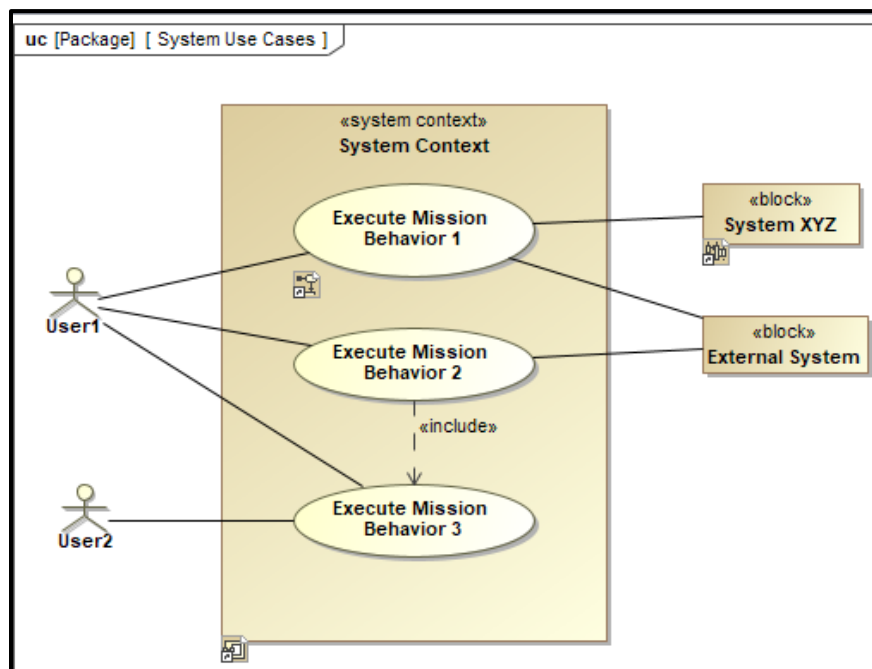 uc [Package] [ System Use Cases ]
«system context»
System Context
Execute Mission
Behavior 1
«block»
System XYZ
User1
Execute Mission
Behavior 2
«block»
External System
«include»
Execute Mission
Behavior 3
User2